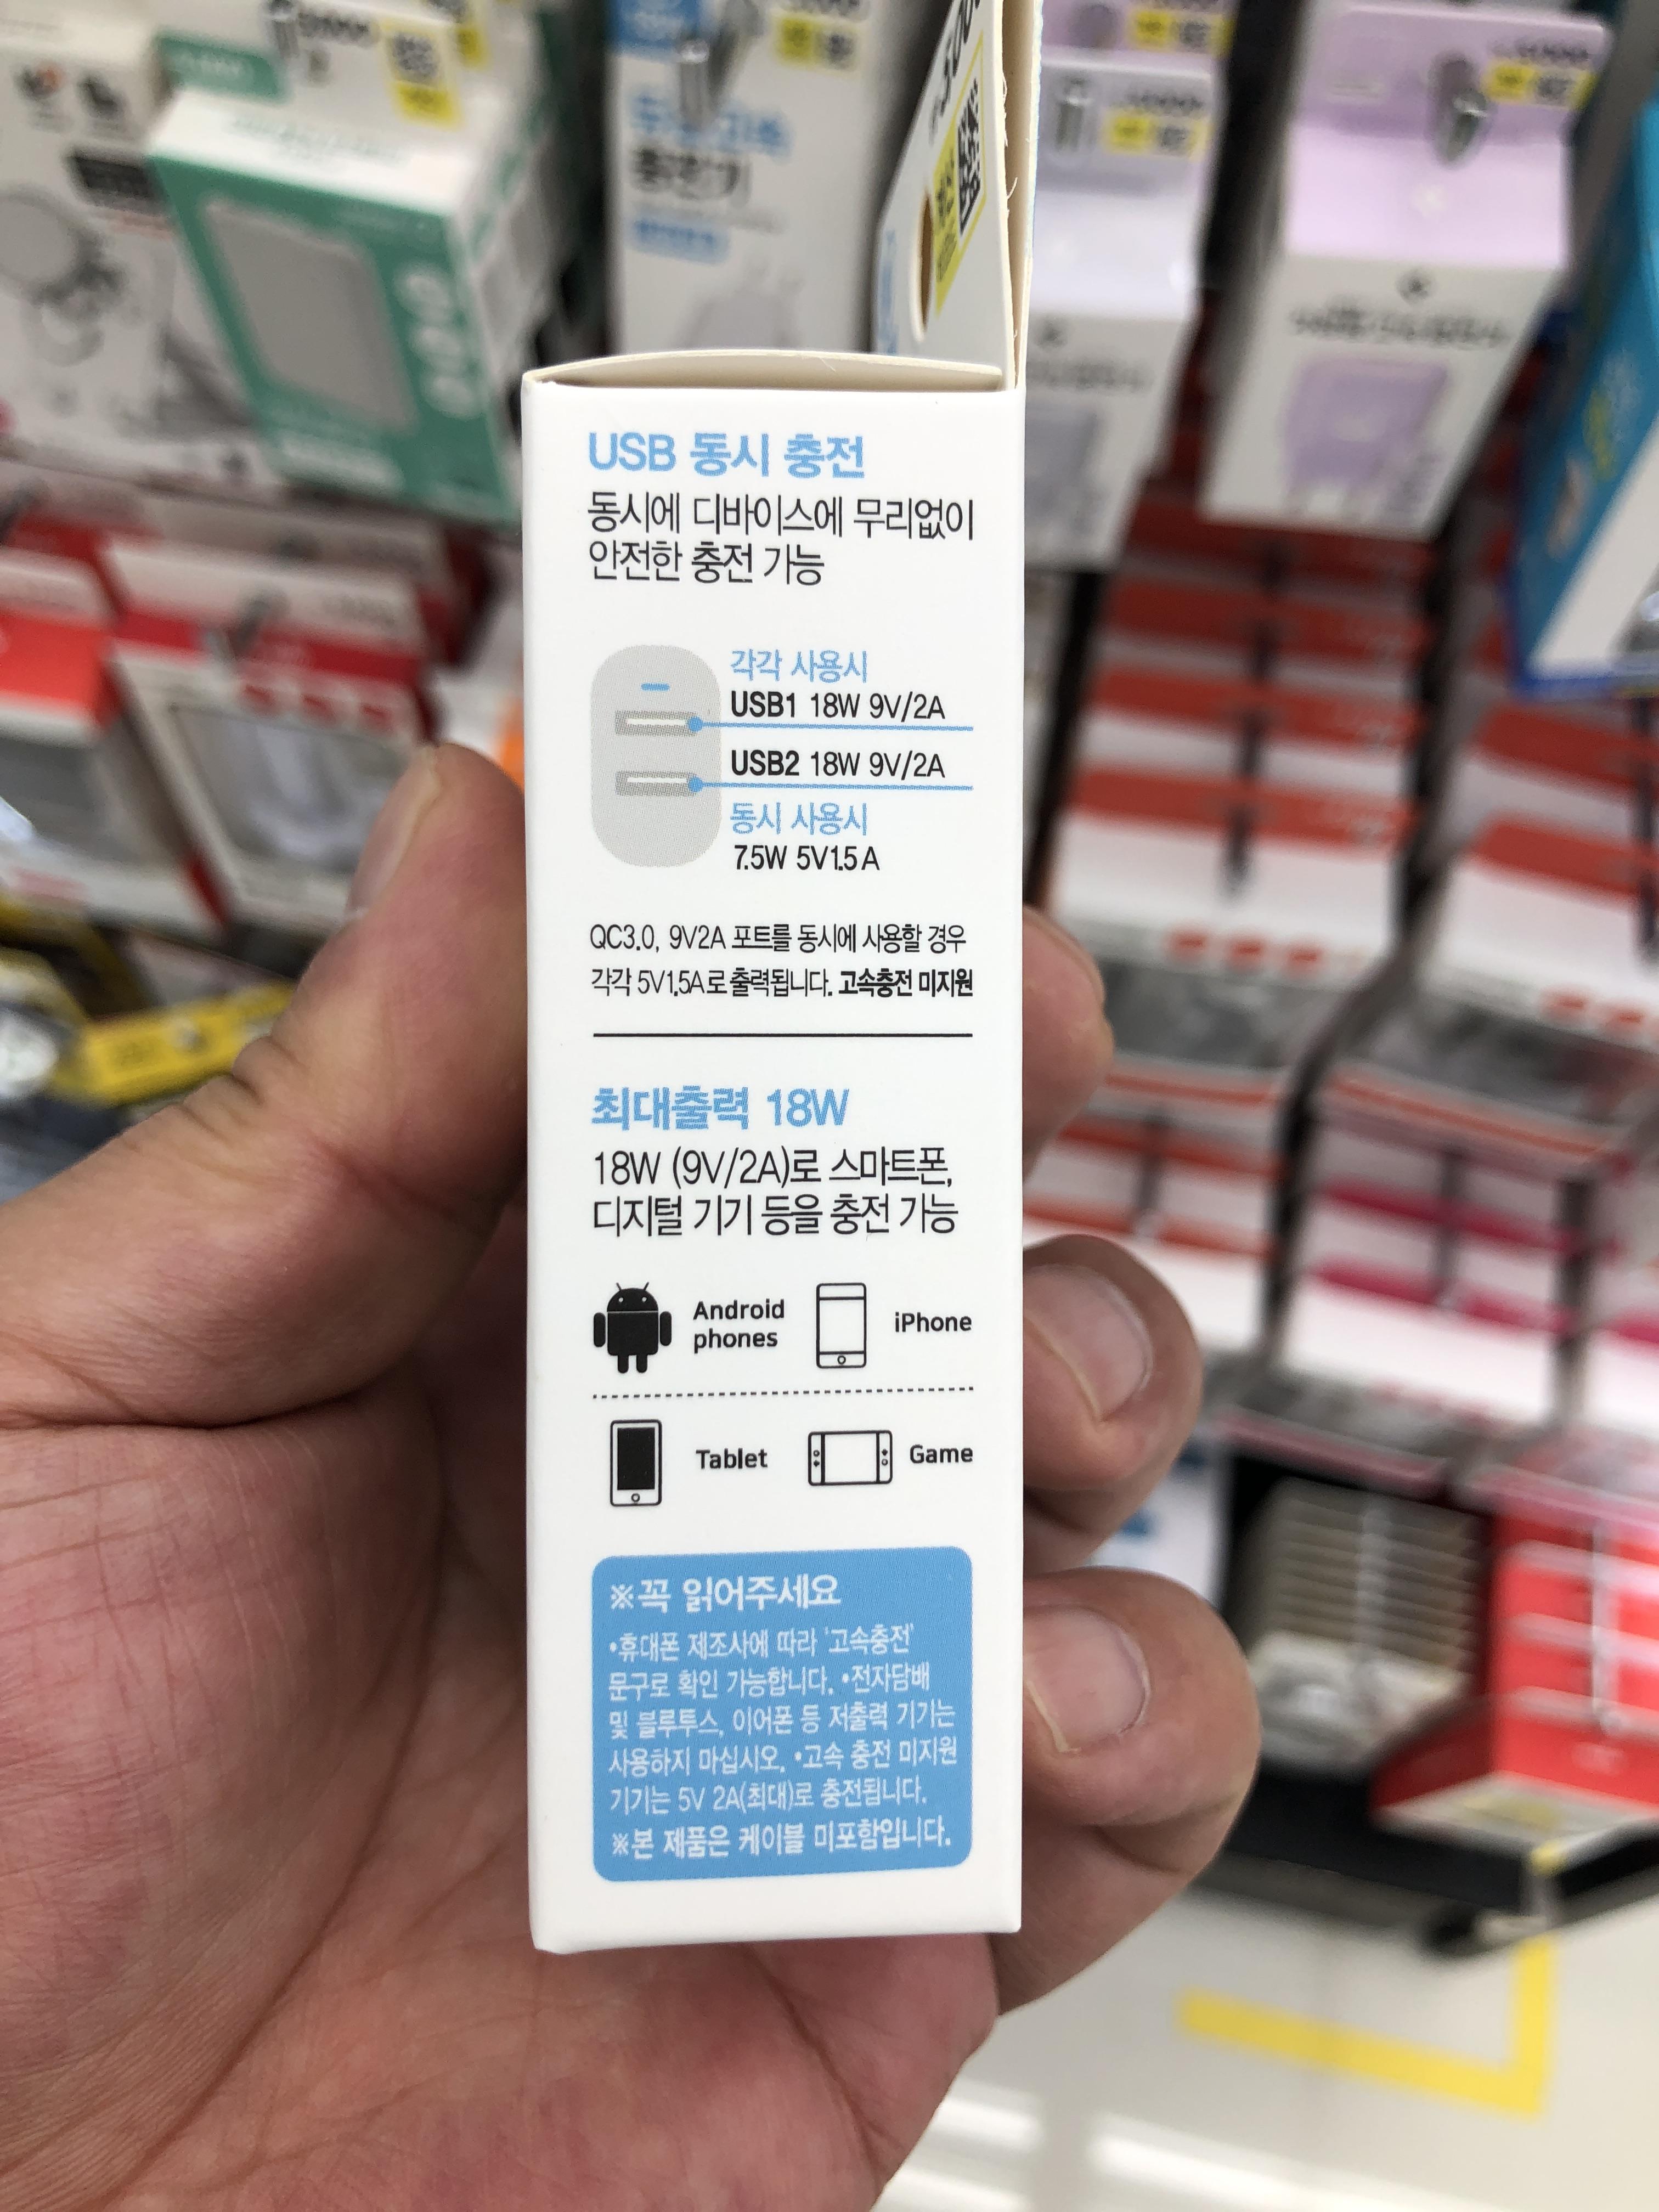 USB 동시 충전
동시에 디바이스에 무리없이
안전한 충전 가능
각각 사용시
USB1 18W 9V/2A
USB2 18W 9V/2A
동시 사용시
7.5W 5V1.5A
QC3.0, 9V2A 포트를 동시에 사용할 경우
각각 5V1.5A로 출력됩니다. 고속충전 미지원
최대출력 18W
18W (9V/2A)로 스마트폰,
디지털 기기 등을 충전 가능
Android
phones
iPhone
Tablet
Game
※꼭 읽어주세요
•휴대폰 제조사에 따라 '고속충전'
문구로 확인 가능합니다. •전자담배
및 블루투스, 이어폰 등 저출력 기기는
사용하지 마십시오. •고속 충전 미지원
기기는 5V 2A(최대)로 충전됩니다.
※본 제품은 케이블 미포함입니다.
충전기